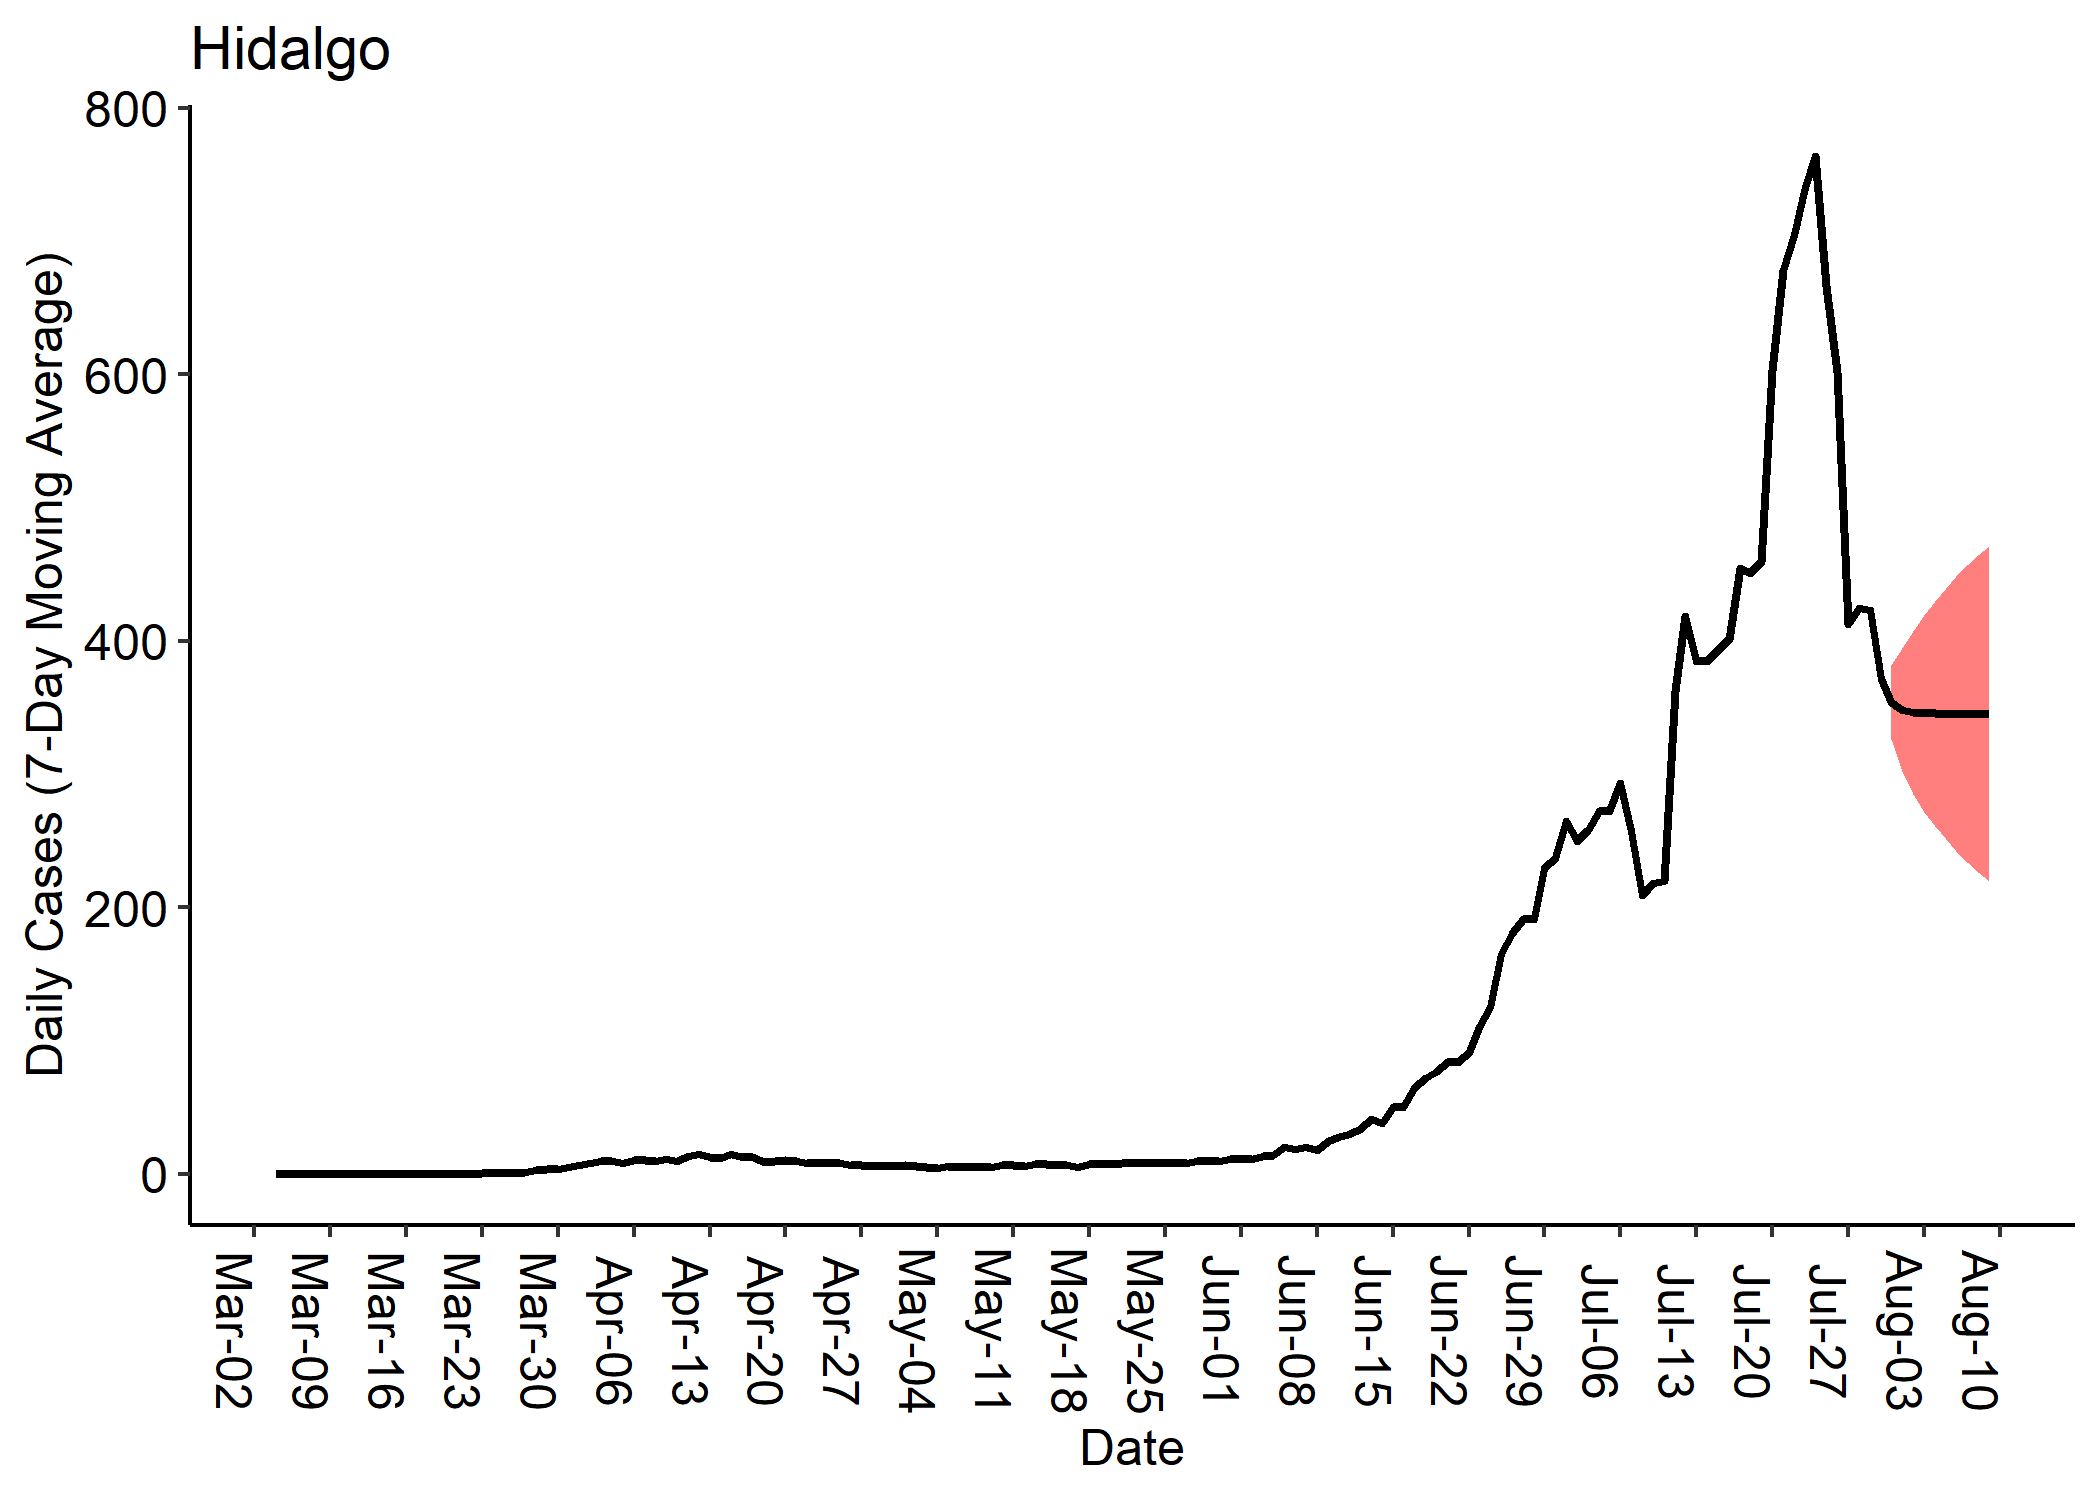 Hidalgo
Daily Cases (7-Day Moving Average)
800
600
400
200
0
Mar-02
Mar-09
Mar-16
Mar-23
Mar-30
Apr-06
Apr-13
Apr-20
Apr-27
May-04
May-11
May-18
May-25
Jun-01
Jun-08
Jun-15
Jun-22
Jun-29
Jul-06
Jul-13
Jul-20
Jul-27
Aug-03
Aug-10
Date